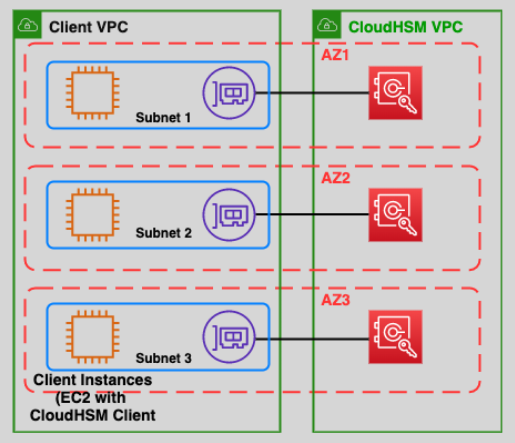 Client VPC
CloudHSM VPC
AZ1
Subnet 1
AZ2
Subnet 2
AZ3
Subnet 3
Client Instances
(EC2 with
CloudHSM Client